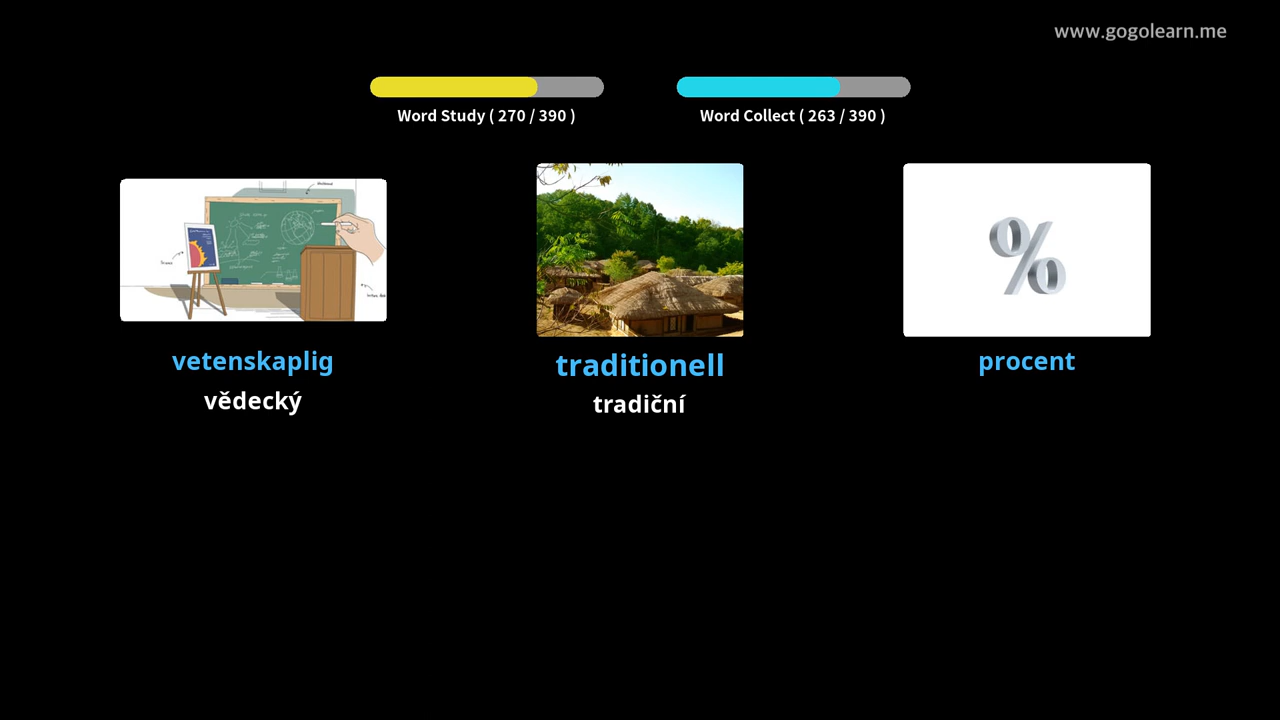 www.gogolearn.me
Word Study ( 270 / 390 )
Word Collect ( 263 / 390 )
vetenskaplig
traditionell
procent
vědecký
tradiční
%